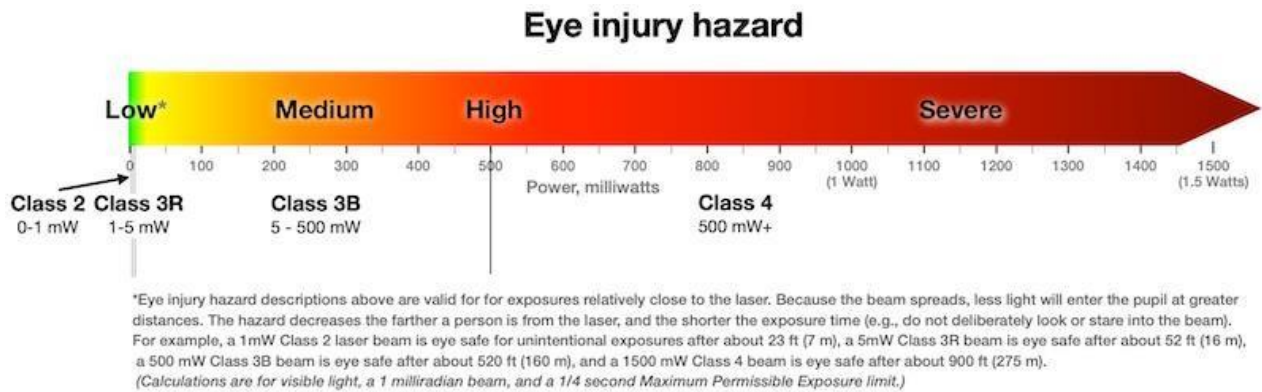 Eye injury hazard
Low* Medium High Severe
0 100 200 300 400 500 600 700 800 900 1000 1100 1200 1300 1400 1500
Power, milliwatts (1 Watt) (1.5 Watts)
Class 2 Class 3R Class 3B Class 4
0-1 mW 1-5 mW 5 - 500 mW 500 mW+
*Eye injury hazard descriptions above are valid for for exposures relatively close to the laser. Because the beam spreads, less light will enter the pupil at greater
distances. The hazard decreases the farther a person is from the laser, and the shorter the exposure time (e.g., do not deliberately look or stare into the beam).
For example, a 1mW Class 2 laser beam is eye safe for unintentional exposures after about 23 ft (7 m), a 5mW Class 3R beam is eye safe after about 52 ft (16 m),
a 500 mW Class 3B beam is eye safe after about 520 ft (160 m), and a 1500 mW Class 4 beam is eye safe after about 900 ft (275 m).
(Calculations are for visible light, a 1 milliradian beam, and a 1/4 second Maximum Permissible Exposure limit.)